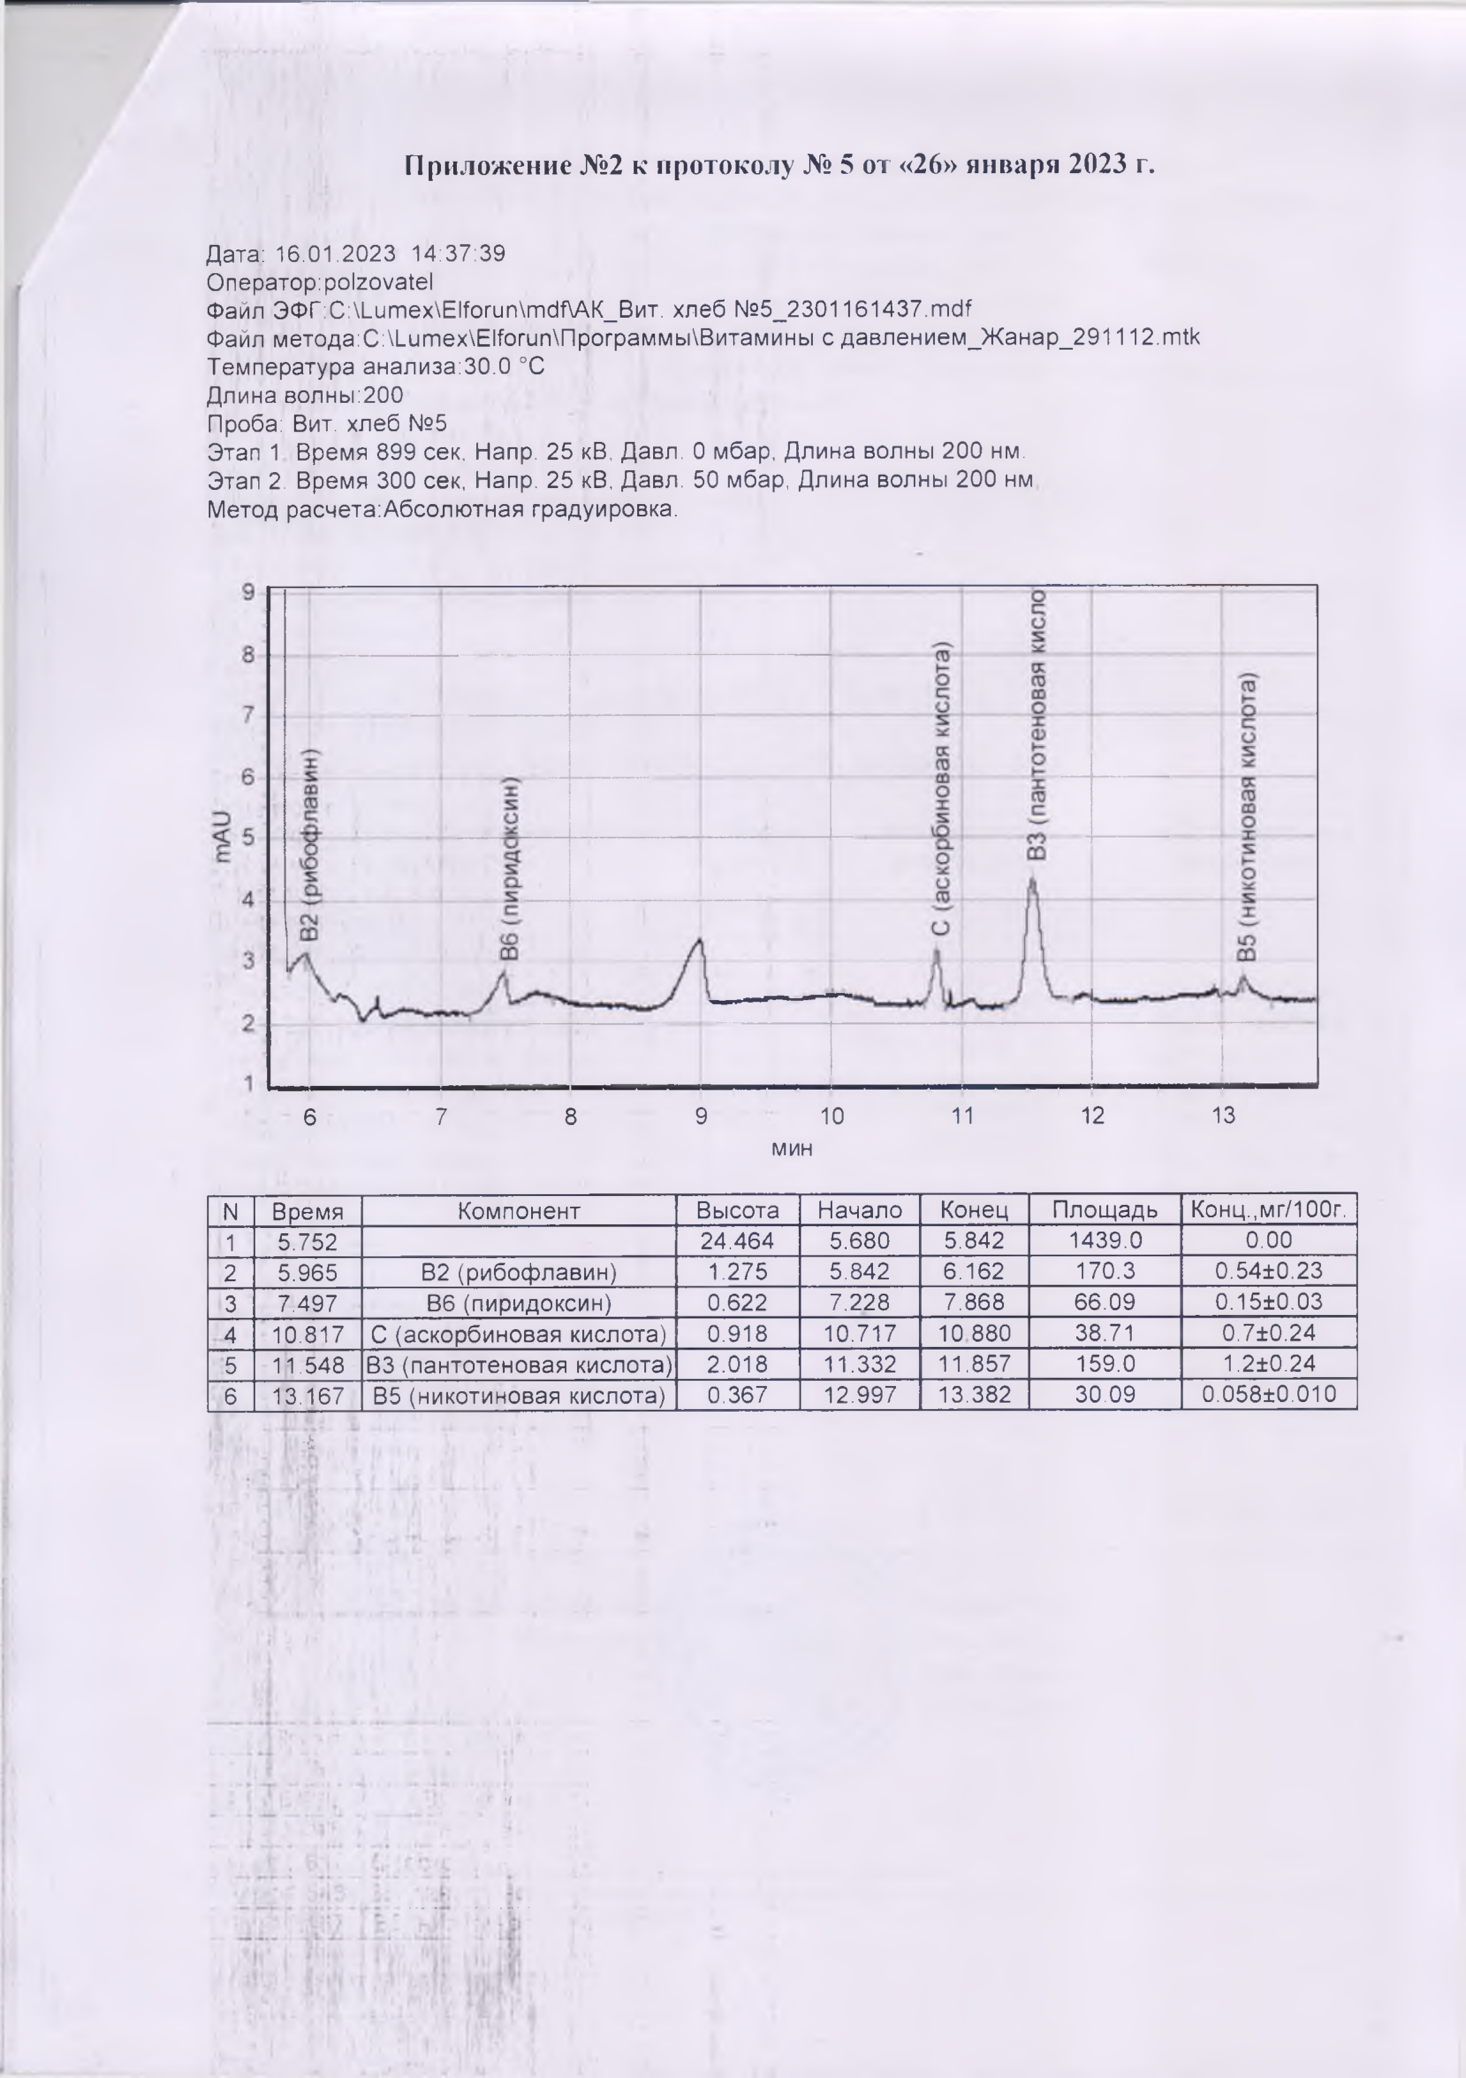 Приложение №2 к протоколу № 5 от «26» января 2023 г.
Дата: 16.01.2023 14:37:39
Оператор:polzovatel
Файл ЭФГ:C:\Lumex\Elforun\mdf\АК_Вит. хлеб №5_2301161437.mdf
Файл метода:C:\Lumex\Elforun\Программы\Витамины с давлением_Жанар_291112.mtk
Температура анализа:30.0 °C
Длина волны:200
Проба: Вит. хлеб №5
Этап 1. Время 899 сек, Напр. 25 кВ, Давл. 0 мбар, Длина волны 200 нм.
Этап 2. Время 300 сек, Напр. 25 кВ, Давл. 50 мбар, Длина волны 200 нм.
Метод расчета:Абсолютная градуировка.
9
8
7
6
5
4
3
2
1
mAU
B2 (рибофлавин)
B6 (пиридоксин)
C (аскорбиновая кислота)
B3 (пантотеновая кисло
B5 (никотиновая кислота)
6 7 8 9 10 11 12 13
мин
N Время Компонент Высота Начало Конец Площадь Конц.,мг/100г.
1 5.752 24.464 5.680 5.842 1439.0 0.00
2 5.965 B2 (рибофлавин) 1.275 5.842 6.162 170.3 0.54±0.23
3 7.497 B6 (пиридоксин) 0.622 7.228 7.868 66.09 0.15±0.03
4 10.817 C (аскорбиновая кислота) 0.918 10.717 10.880 38.71 0.7±0.24
5 11.548 B3 (пантотеновая кислота) 2.018 11.332 11.857 159.0 1.2±0.24
6 13.167 B5 (никотиновая кислота) 0.367 12.997 13.382 30.09 0.058±0.010